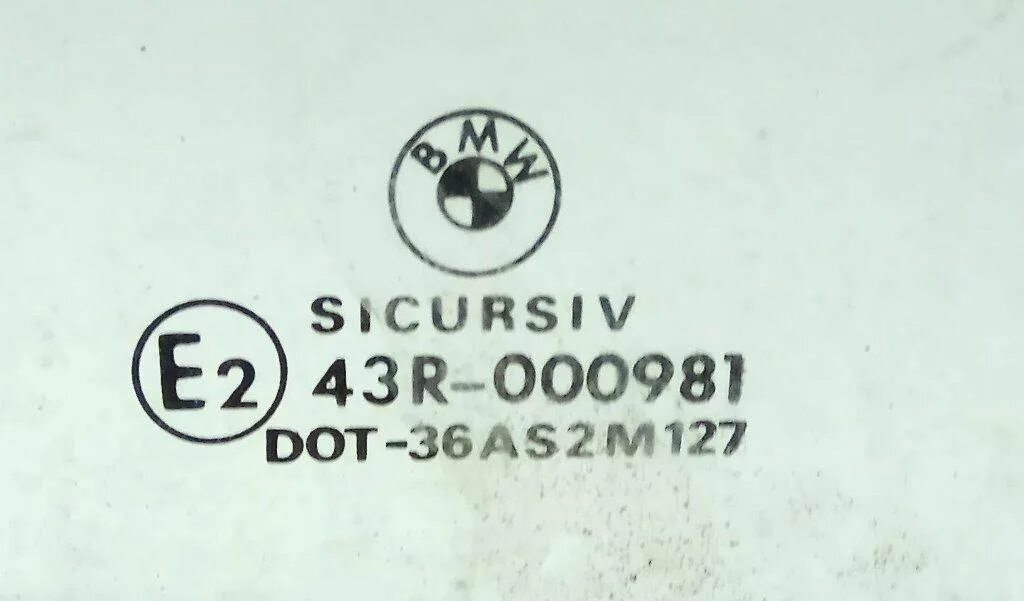 BMW
SICURSIV
E2 43R-000981
DOT-36AS2M127